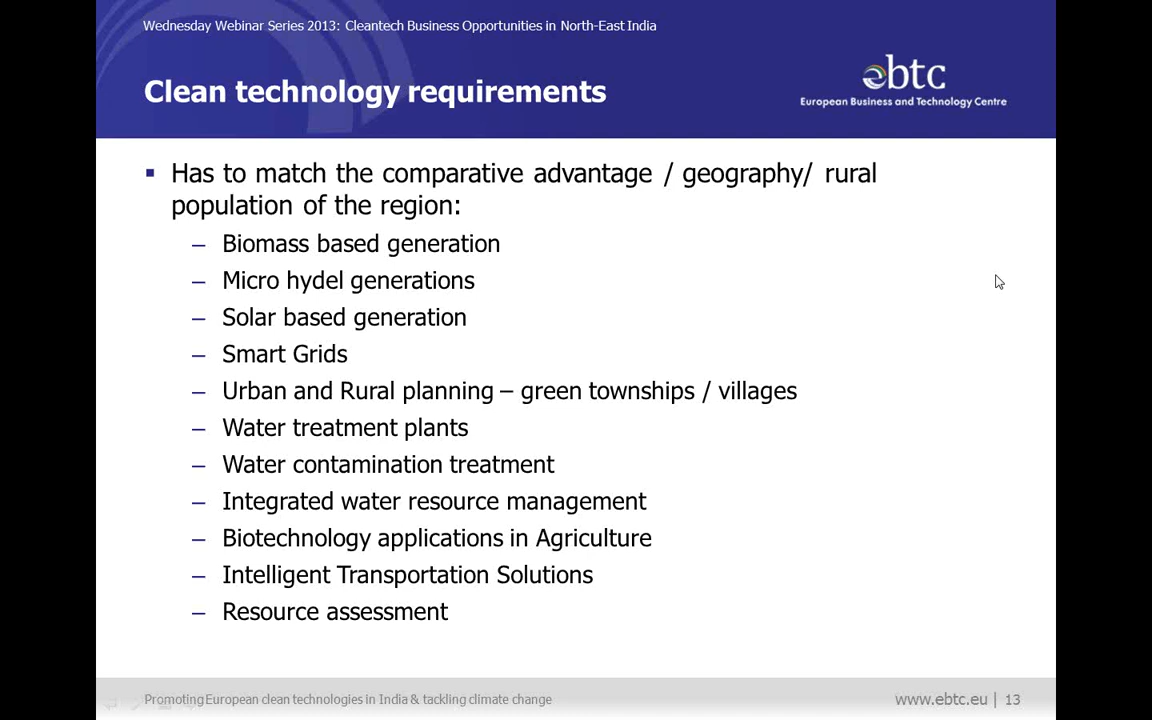 Wednesday Webinar Series 2013: Cleantech Business Opportunities in North-East India
Clean technology requirements
ebtc
European Business and Technology Centre
▪ Has to match the comparative advantage / geography/ rural
population of the region:
– Biomass based generation
– Micro hydel generations
– Solar based generation
– Smart Grids
– Urban and Rural planning – green townships / villages
– Water treatment plants
– Water contamination treatment
– Integrated water resource management
– Biotechnology applications in Agriculture
– Intelligent Transportation Solutions
– Resource assessment
Promoting European clean technologies in India & tackling climate change
www.ebtc.eu | 13